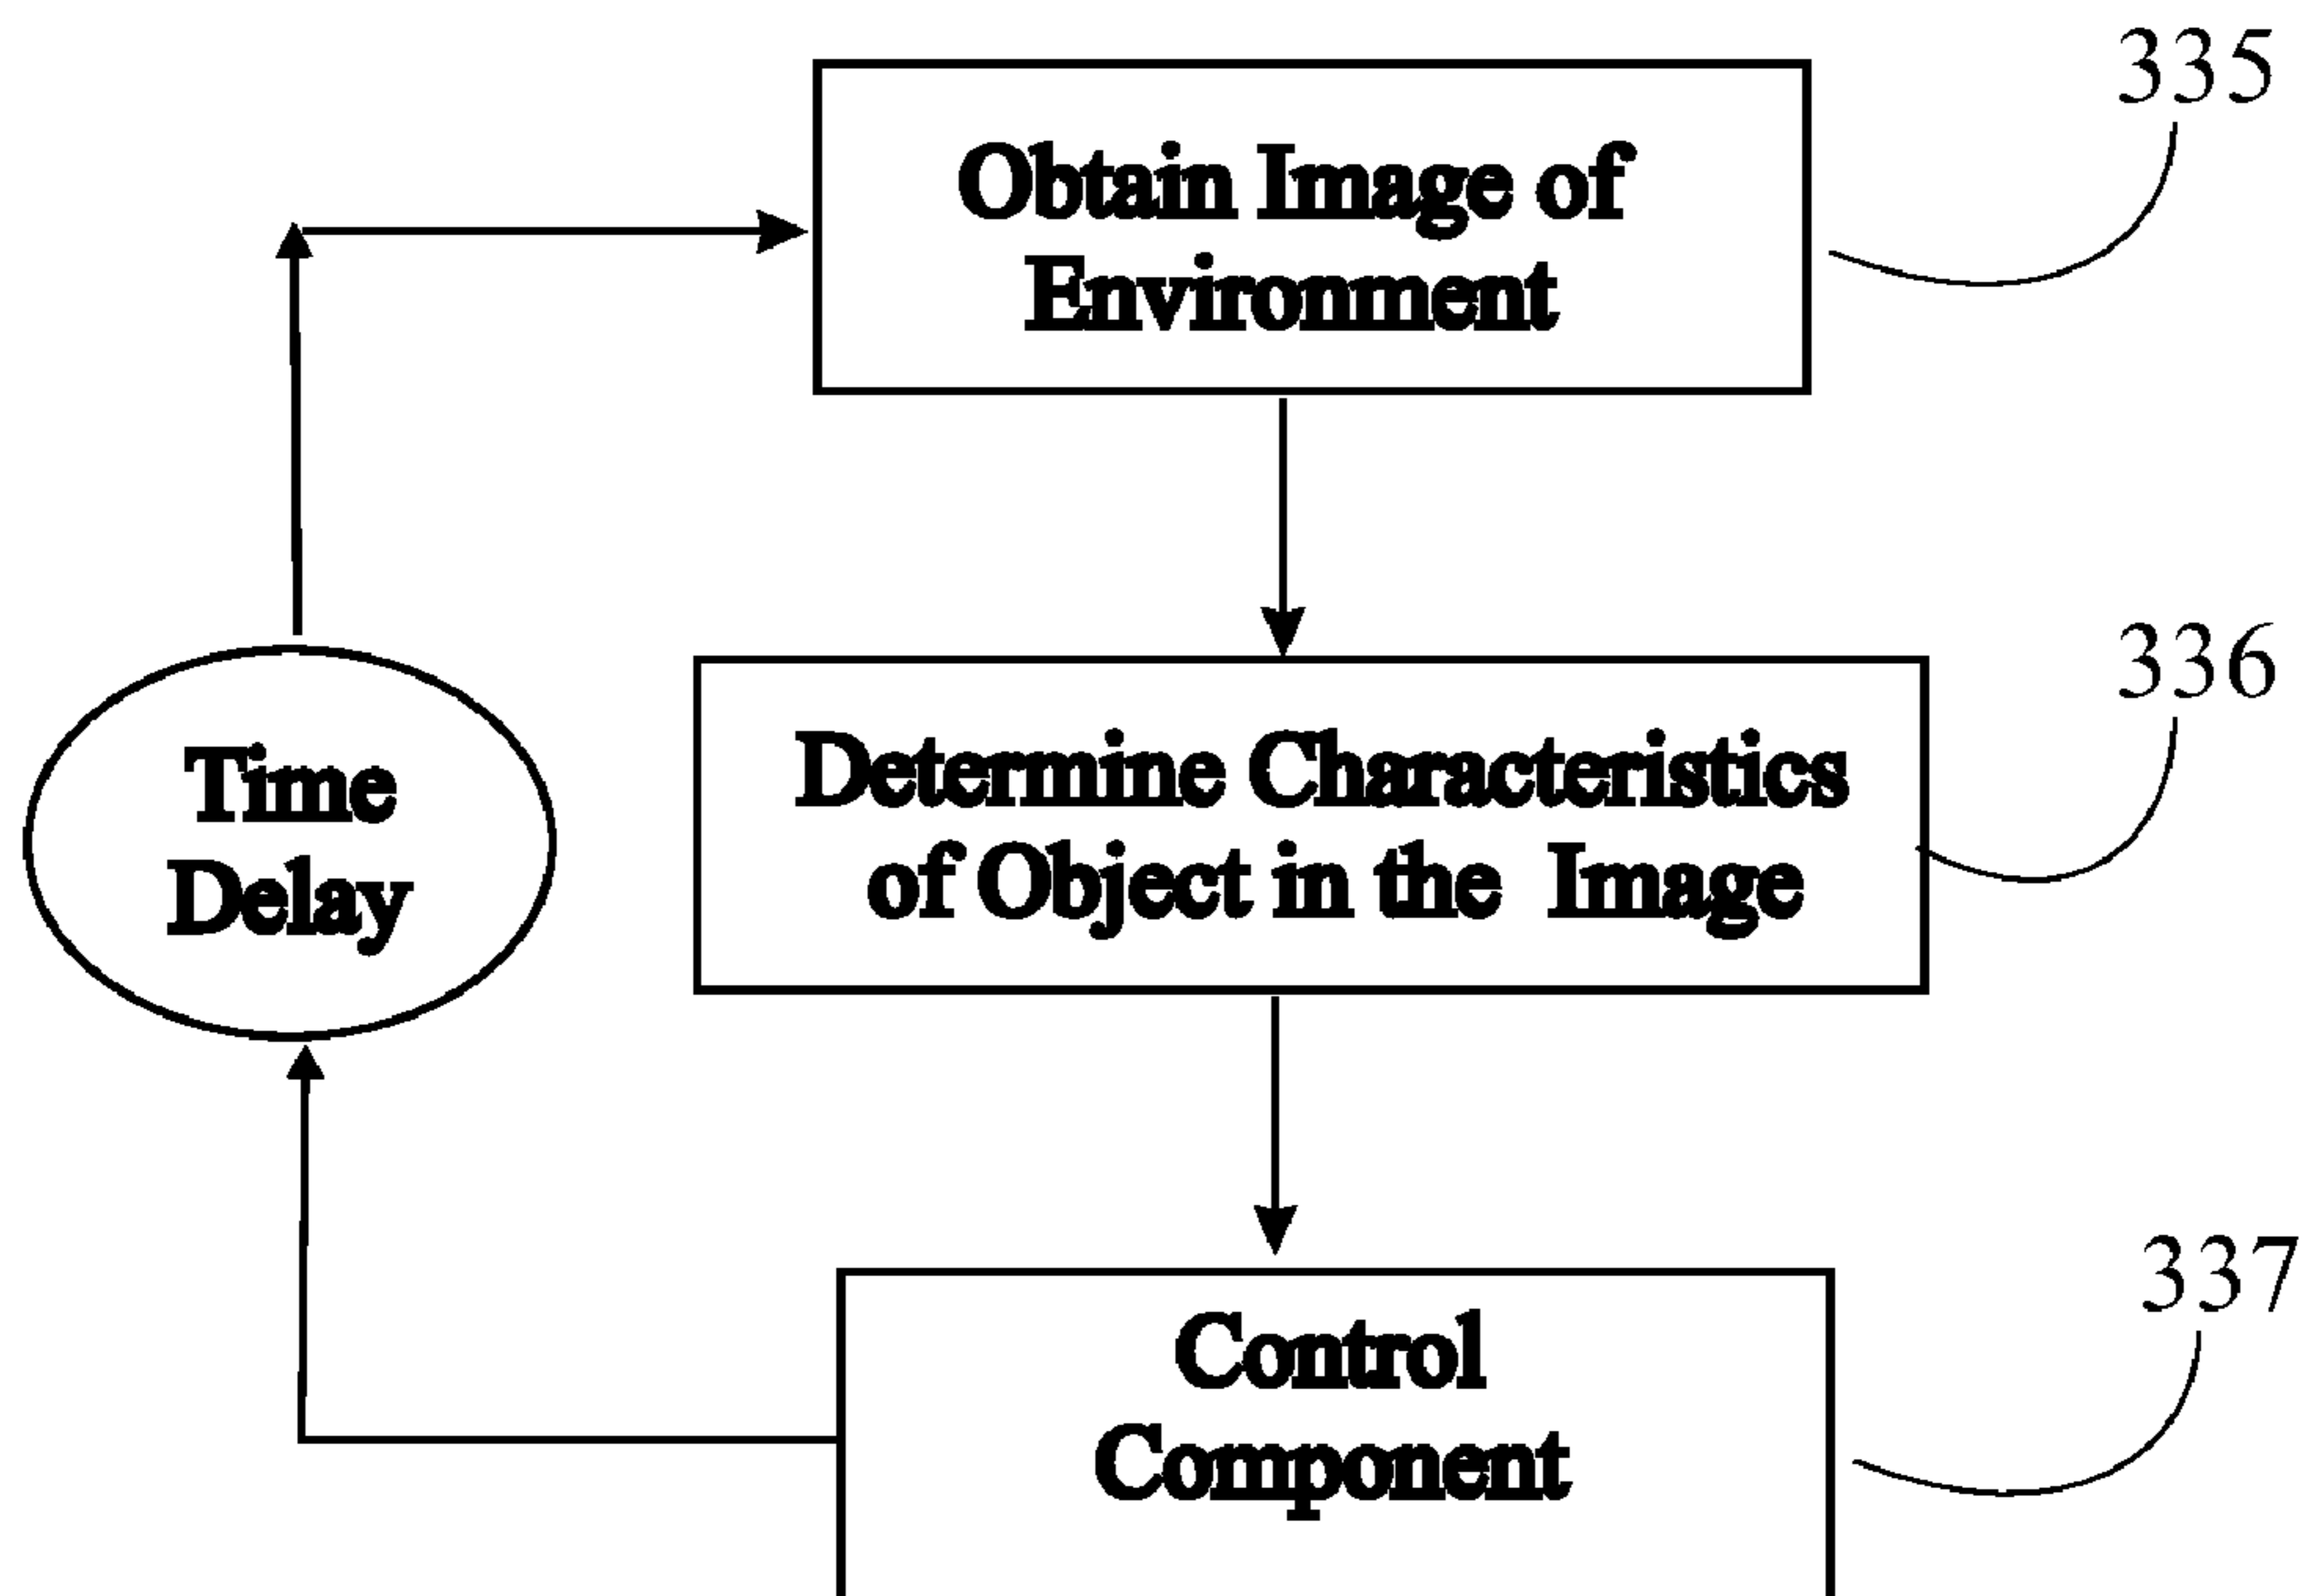 335
Obtain Image of
Environment
336
Determine Characteristics
of Object in the Image
Time
Delay
337
Control
Component